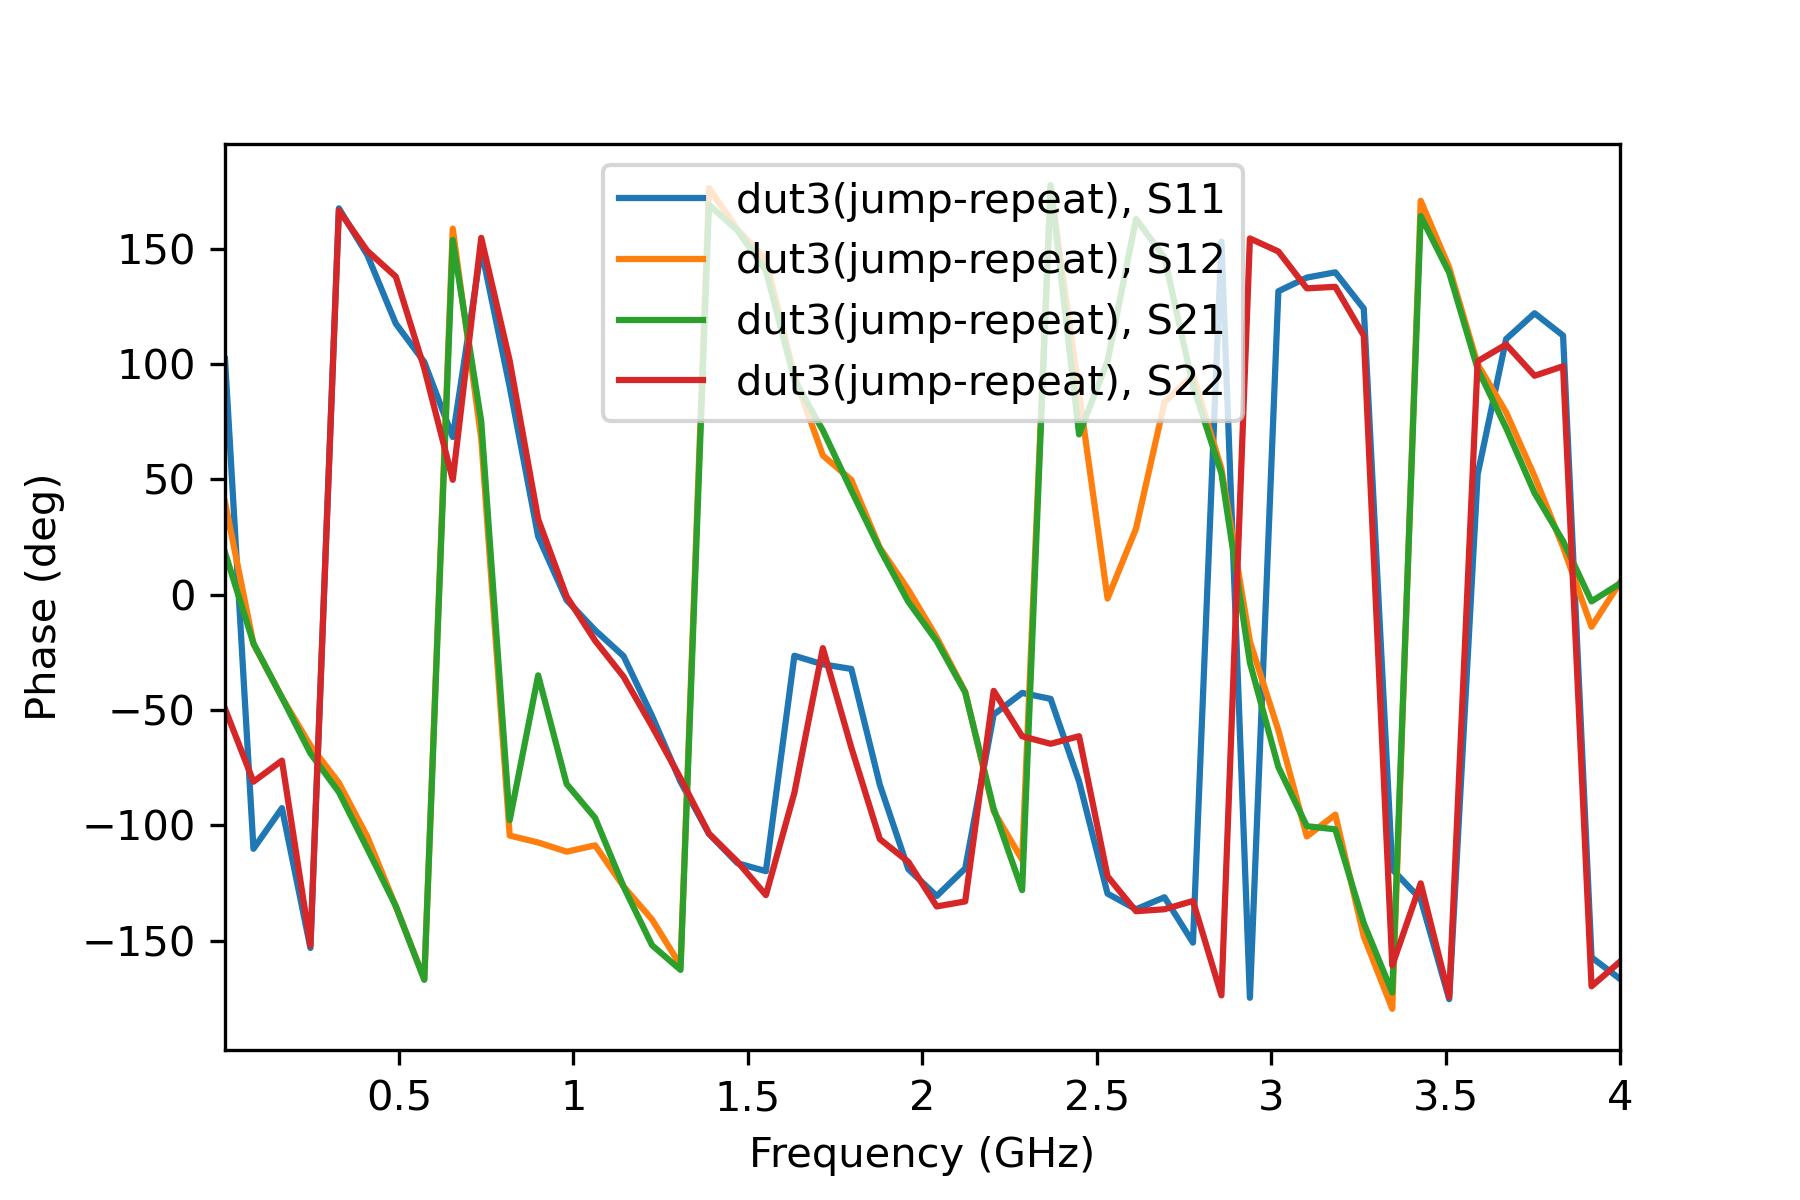 dut3(jump-repeat), S11
dut3(jump-repeat), S12
dut3(jump-repeat), S21
dut3(jump-repeat), S22
150
100
50
0
−50
−100
−150
Phase (deg)
0.5 1 1.5 2 2.5 3 3.5 4
Frequency (GHz)